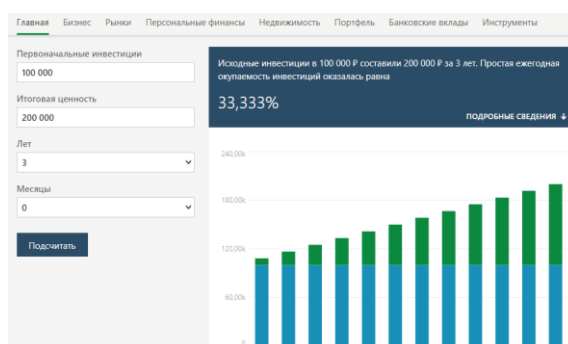 Главная Бизнес Рынки Персональные финансы Недвижимость Портфель Банковские вклады Инструменты
Первоначальные инвестиции
100 000
Итоговая ценность
200 000
Лет
3
Месяцы
0
Подсчитать
Исходные инвестиции в 100 000 ₽ составили 200 000 ₽ за 3 лет. Простая ежегодная
окупаемость инвестиций оказалась равна
33,333%
ПОДРОБНЫЕ СВЕДЕНИЯ
240,00k
180,00k
120,00k
60,00k
0